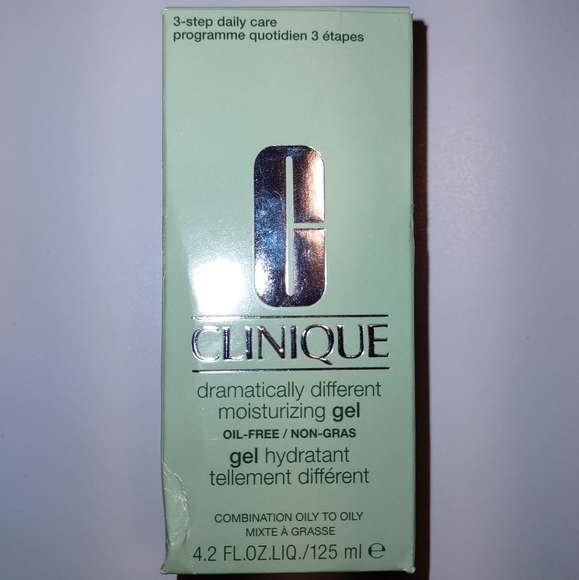 3-step daily care
programme quotidien 3 étapes
C
CLINIQUE
dramatically different
moisturizing gel
OIL-FREE / NON-GRAS
gel hydratant
tellement différent
COMBINATION OILY TO OILY
MIXTE À GRASSE
4.2 FL.OZ.LIQ./125 ml ℮